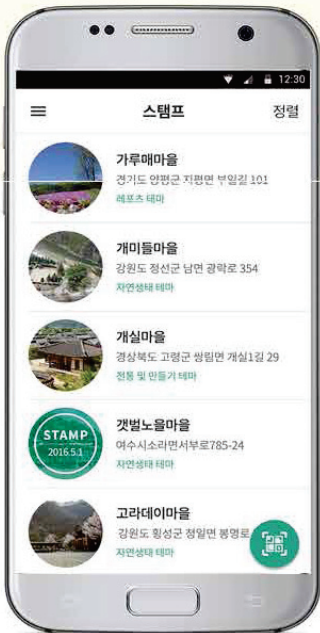 12:30
스탬프
정렬
가루매마을
경기도 양평군 지평면 부일길 101
레포츠 테마
개미들마을
강원도 정선군 남면 광락로 354
자연생태 테마
개실마을
경상북도 고령군 쌍림면 개실1길 29
전통 및 만들기 테마
STAMP
2016.5.1
갯벌노을마을
여수시소라면서부로785-24
자연생태 테마
고라데이마을
강원도 횡성군 청일면 봉명로
자연생태 테마